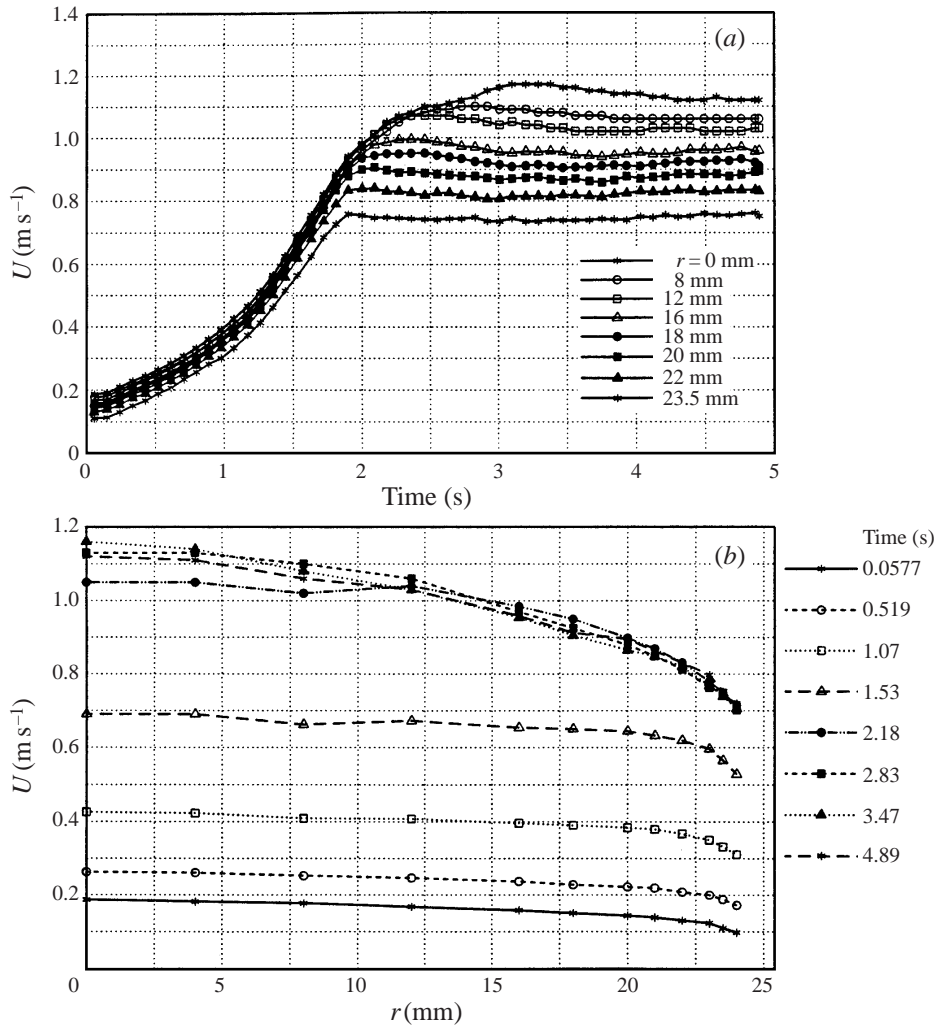 1.4
(a)
1.2
1.0
0.8
0.6
0.4
0.2
0
U (m s⁻¹)
r = 0 mm
8 mm
12 mm
16 mm
18 mm
20 mm
22 mm
23.5 mm
0 1 2 3 4 5
Time (s)
1.2
(b)
1.0
0.8
0.6
0.4
0.2
U (m s⁻¹)
0 5 10 15 20 25
r (mm)
Time (s)
0.0577
0.519
1.07
1.53
2.18
2.83
3.47
4.89